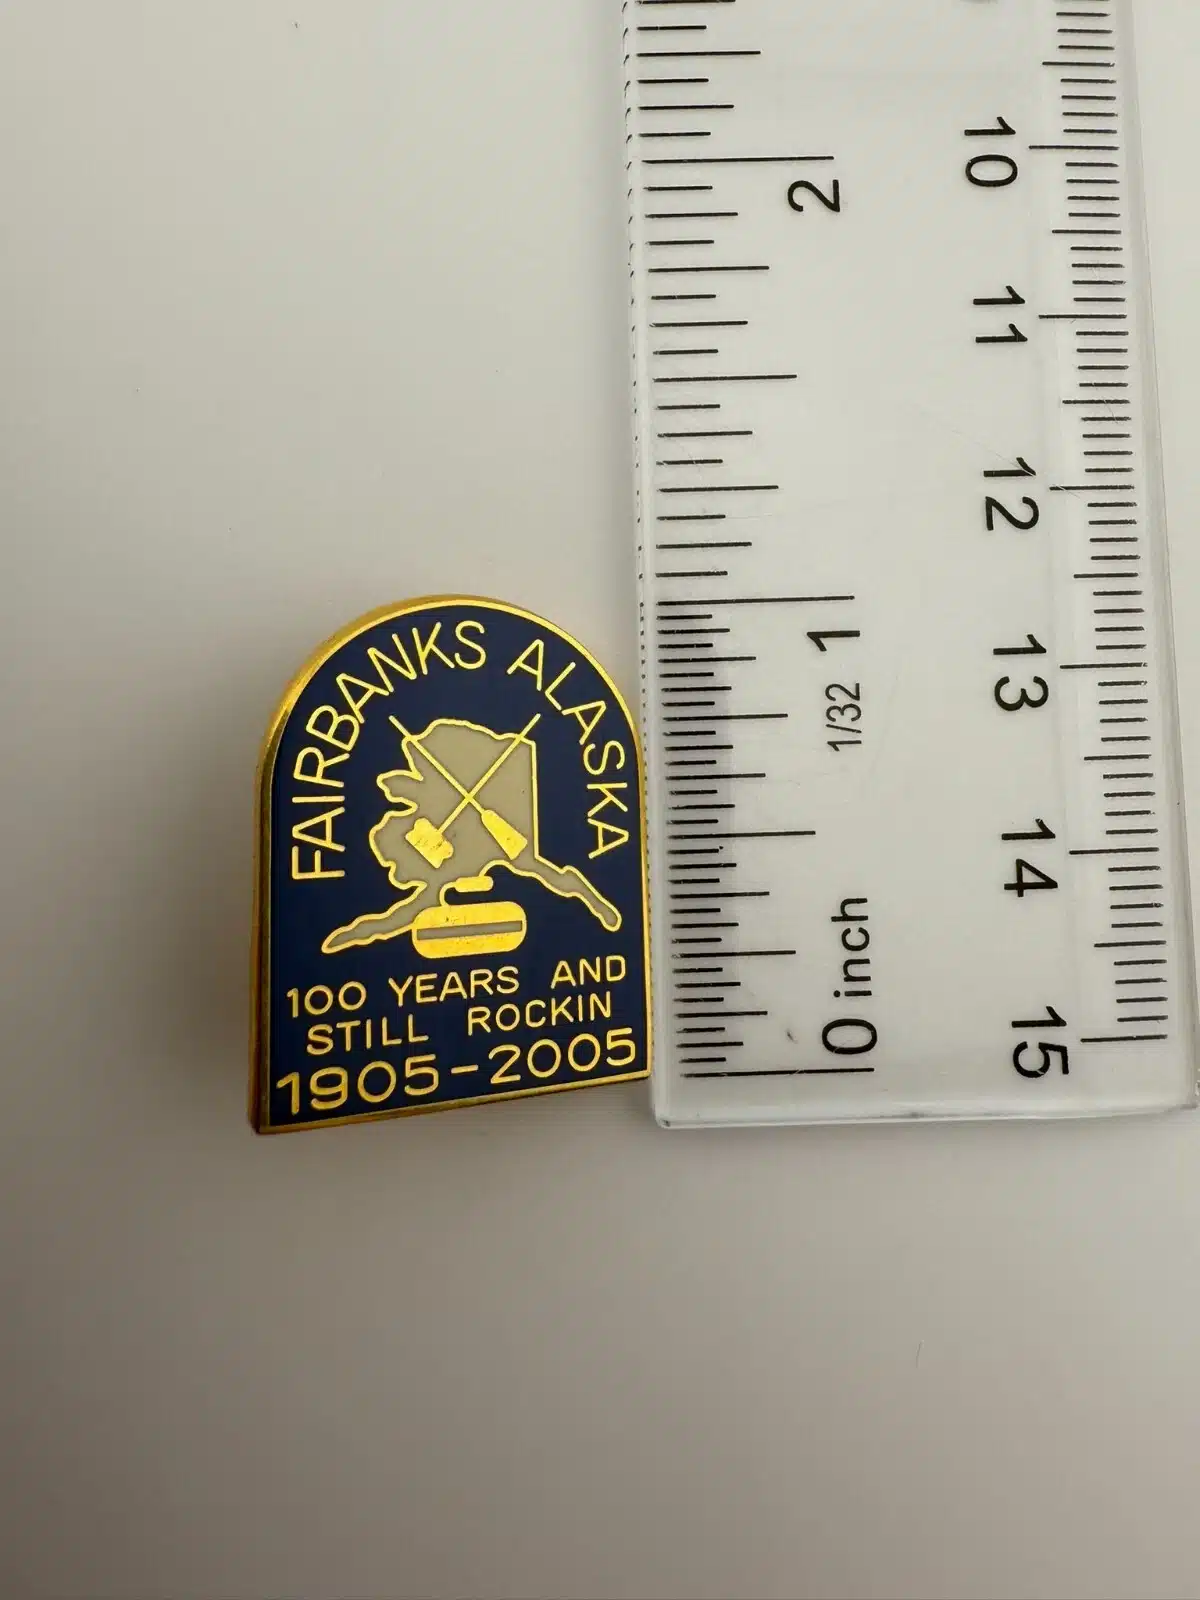 FAIRBANKS ALASKA
100 YEARS AND
STILL ROCKIN
1905-2005
2
1
1/32
0 inch
10
11
12
13
14
15